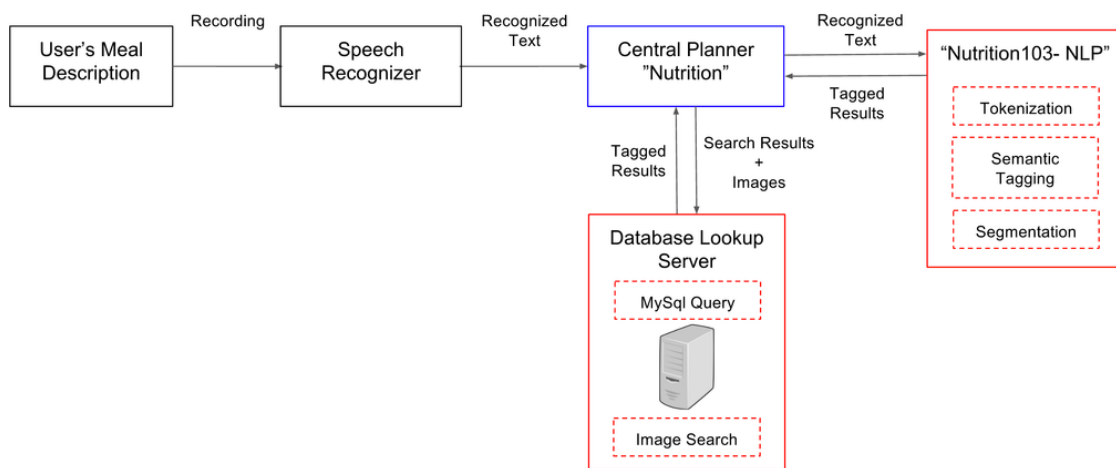 Recording
User's Meal
Description
Speech
Recognizer
Recognized
Text
Central Planner
"Nutrition"
Recognized
Text
Tagged
Results
“Nutrition103- NLP”
Tokenization
Semantic
Tagging
Segmentation
Tagged
Results
Search Results
+
Images
Database Lookup
Server
MySql Query
Image Search